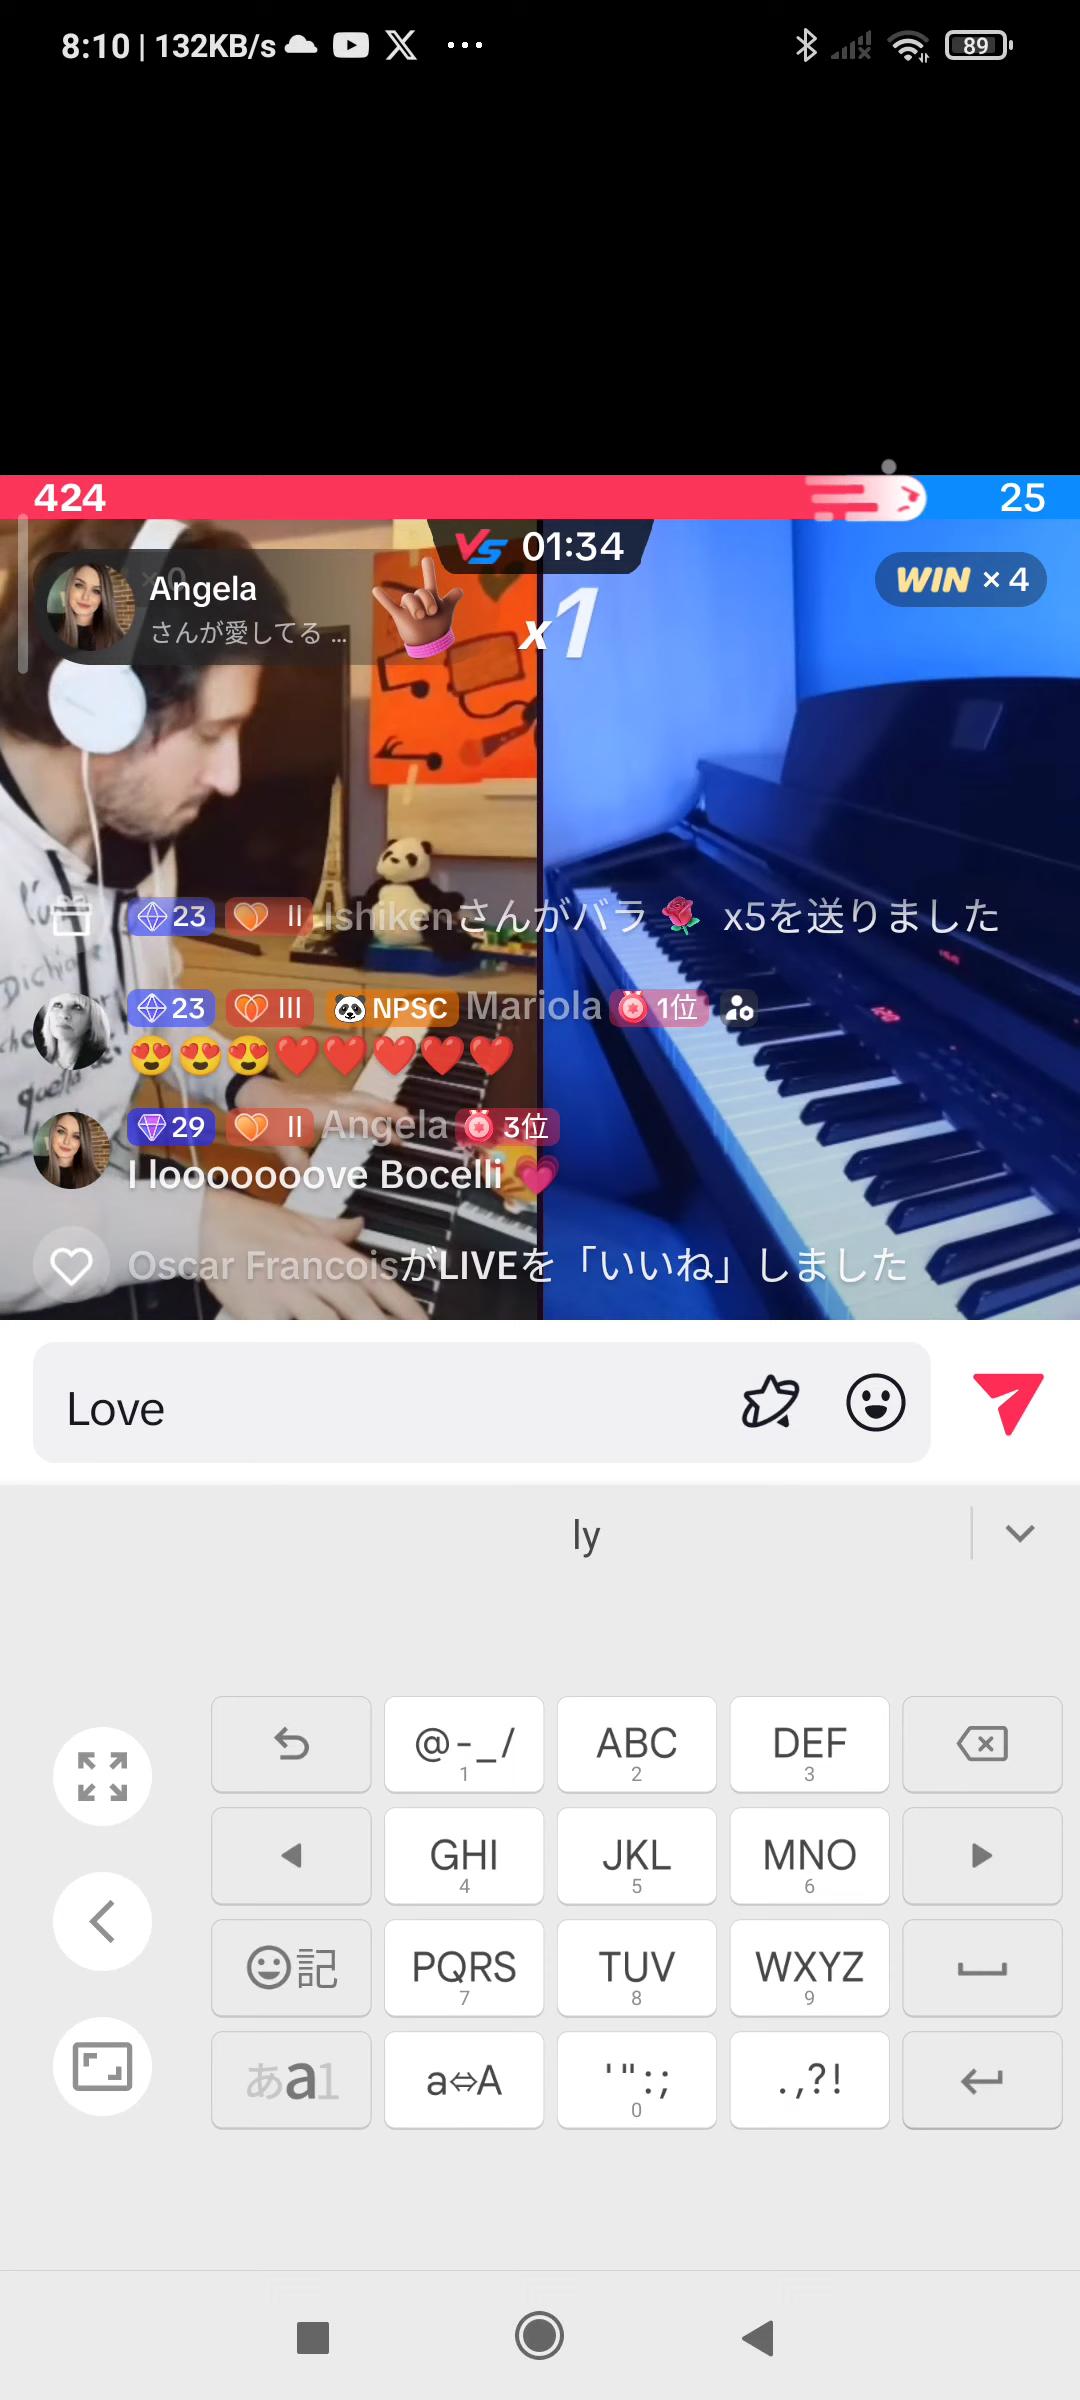 8:10 | 132KB/s
89
424
25
VS 01:34
WIN × 4
× 0
Angela
さんが愛してる ...
x1
23 II Ishikenさんがバラ x5を送りました
23 III NPSC Mariola 1位
29 II Angela 3位
I looooooove Bocelli
Oscar FrancoisがLIVEを「いいね」しました
Love
ly
@-_/ ABC DEF
1 2 3
GHI JKL MNO
4 5 6
記 PQRS TUV WXYZ
7 8 9
あa1 a⇔A '":; .,?!
0